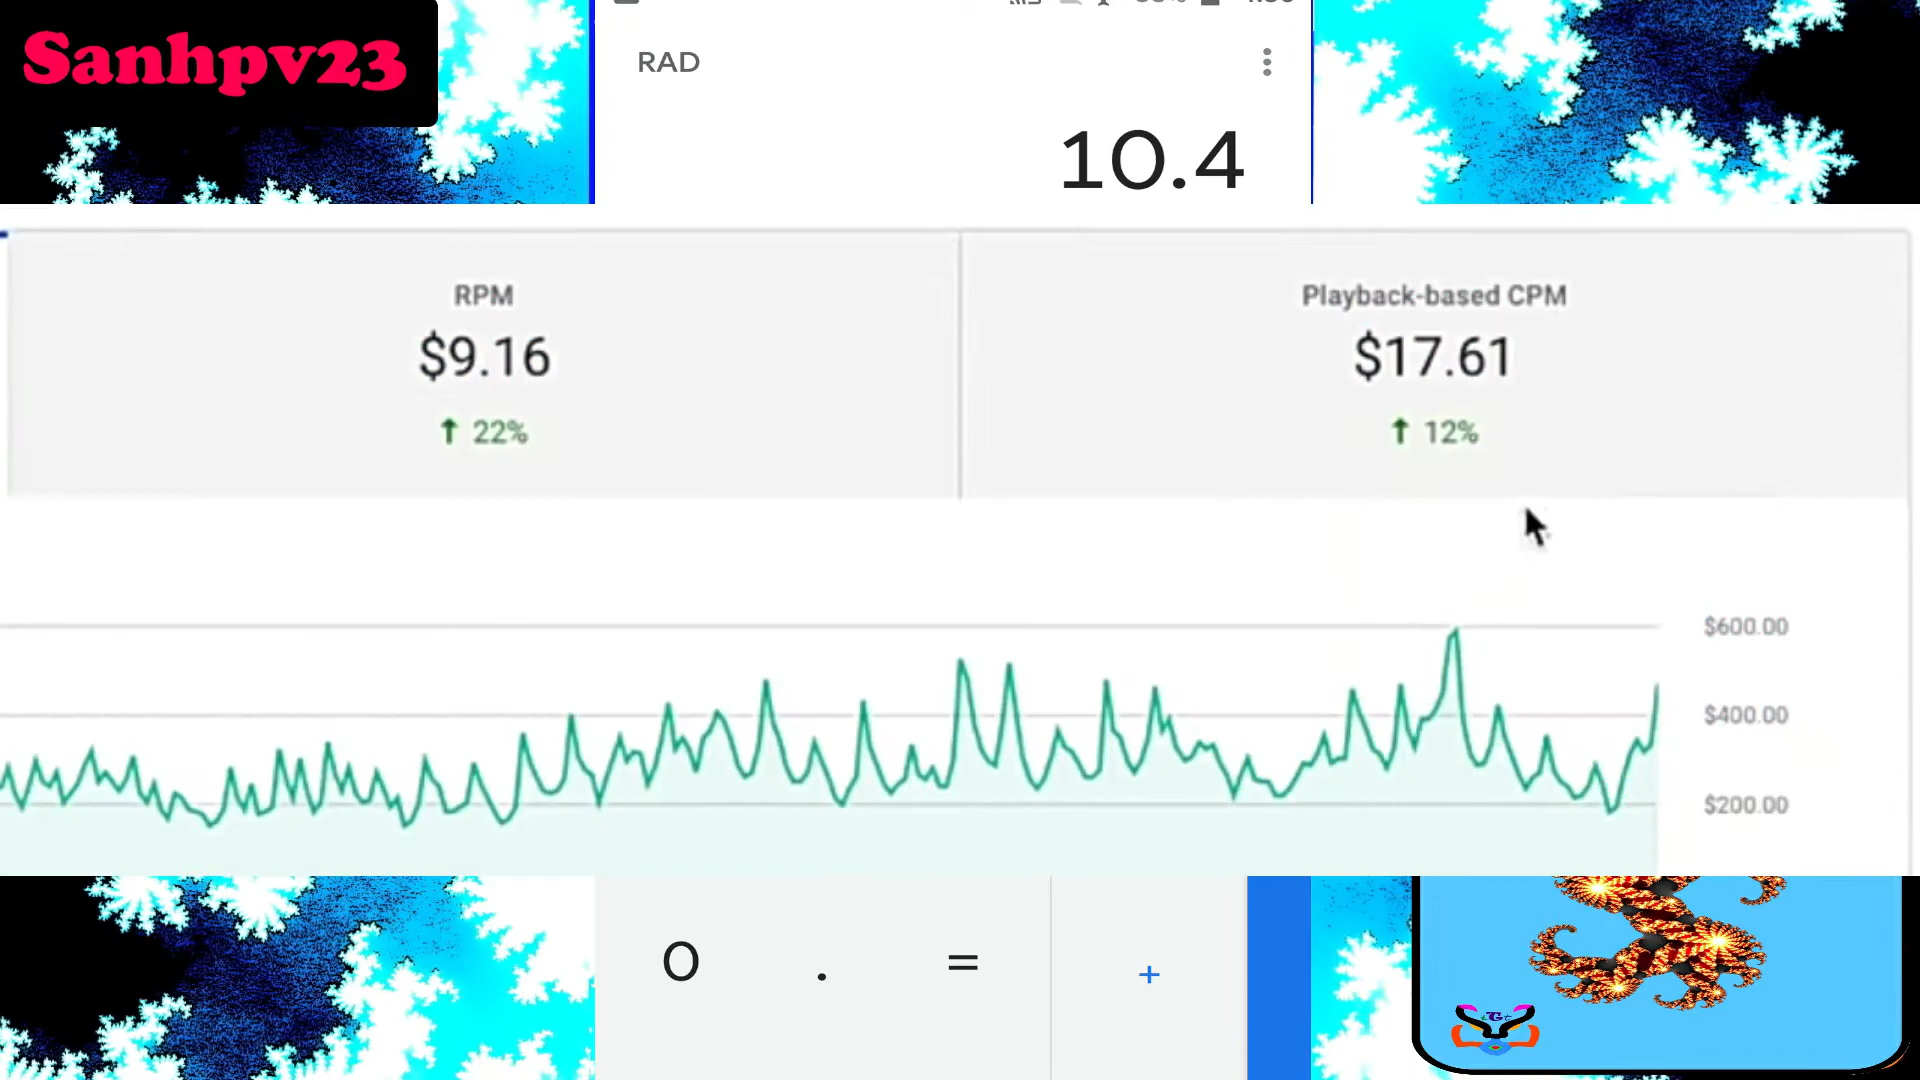 Sanhpv23
RAD
10.4
RPM
$9.16
↑ 22%
Playback-based CPM
$17.61
↑ 12%
$600.00
$400.00
$200.00
0 . = +